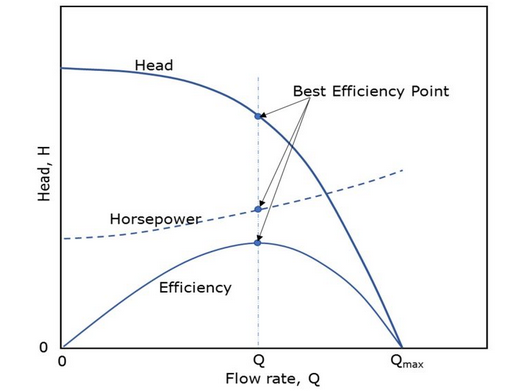 Head
Best Efficiency Point
Head, H
Horsepower
Efficiency
0
0
Q
Qmax
Flow rate, Q